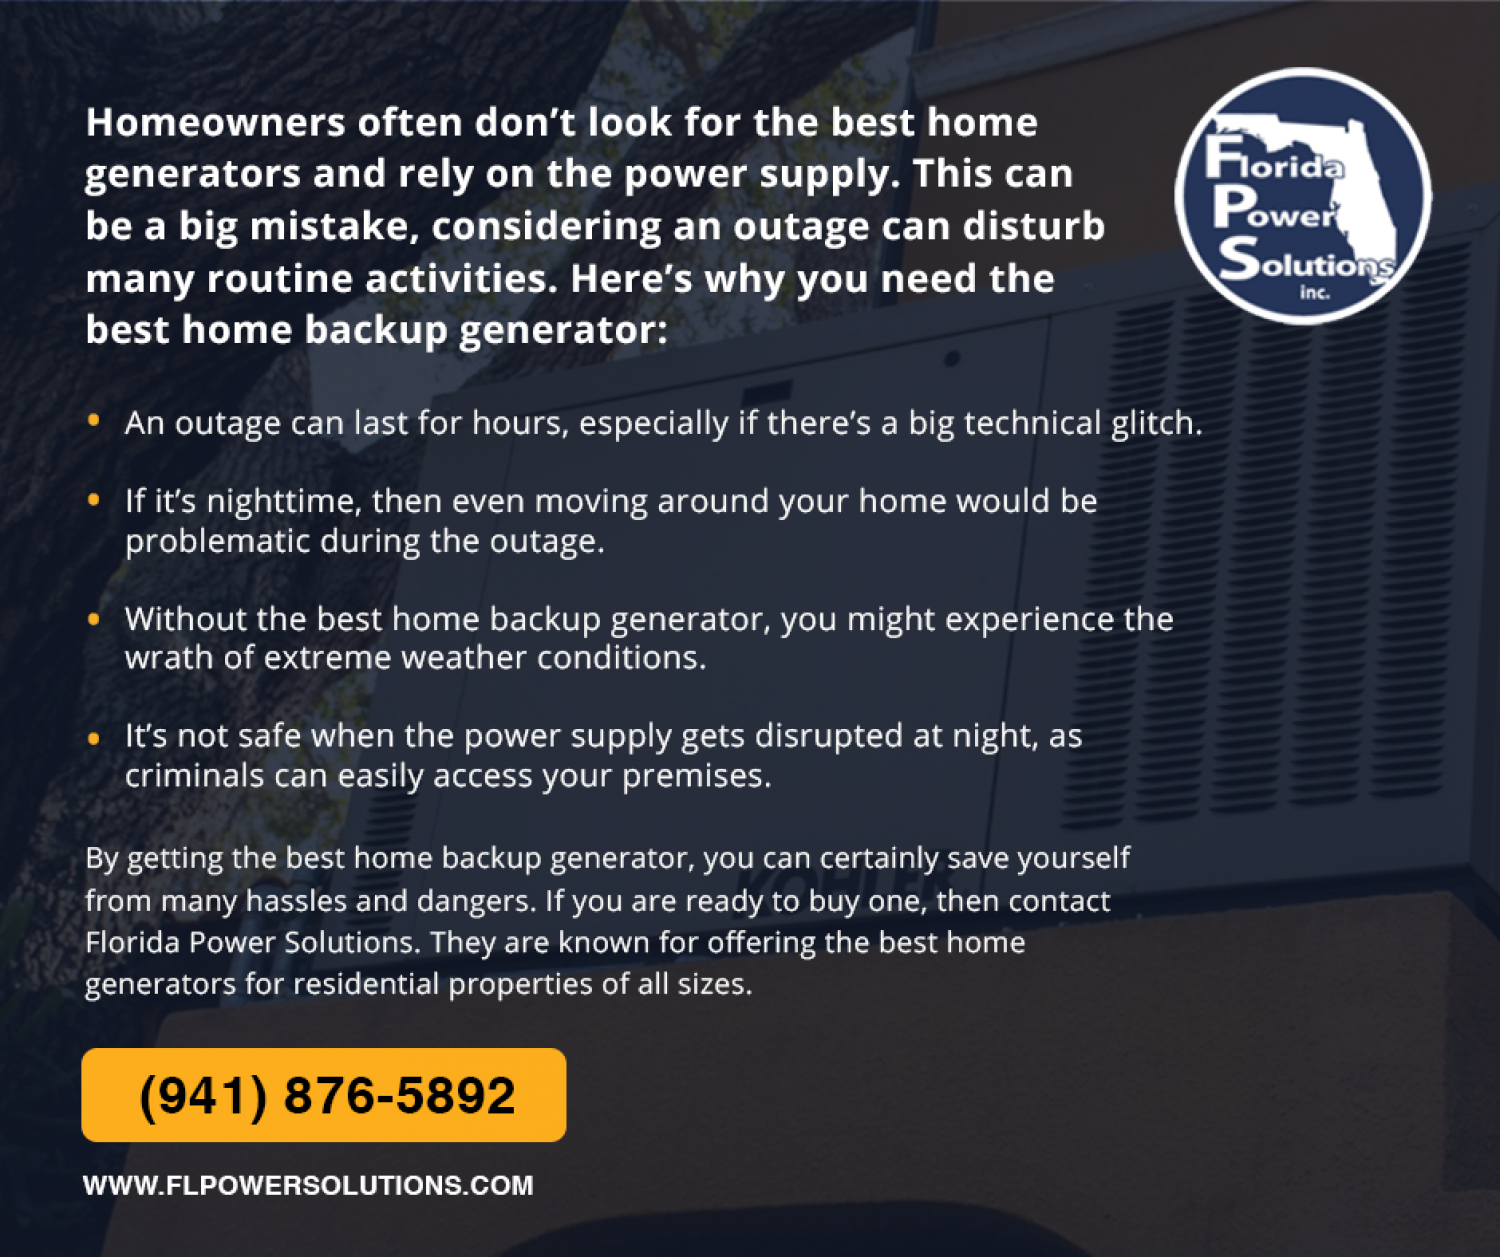 Homeowners often don’t look for the best home
generators and rely on the power supply. This can
be a big mistake, considering an outage can disturb
many routine activities. Here’s why you need the
best home backup generator:
Florida
Power
Solutions
inc.
• An outage can last for hours, especially if there’s a big technical glitch.
• If it’s nighttime, then even moving around your home would be
problematic during the outage.
• Without the best home backup generator, you might experience the
wrath of extreme weather conditions.
• It’s not safe when the power supply gets disrupted at night, as
criminals can easily access your premises.
By getting the best home backup generator, you can certainly save yourself
from many hassles and dangers. If you are ready to buy one, then contact
Florida Power Solutions. They are known for offering the best home
generators for residential properties of all sizes.
KOHLER
(941) 876-5892
WWW.FLPOWERSOLUTIONS.COM